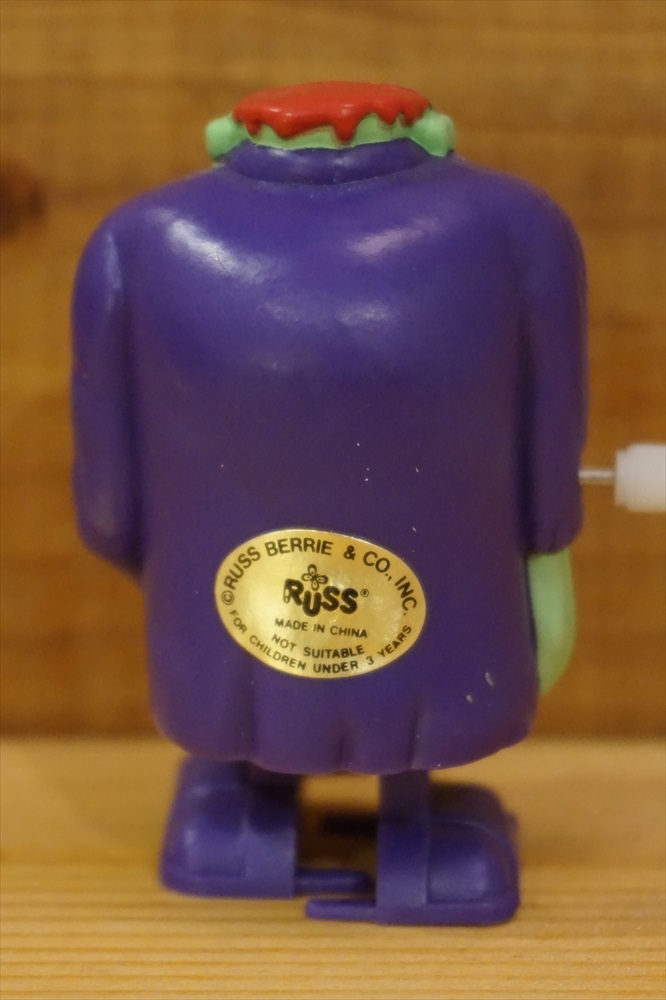 ©RUSS BERRIE & CO., INC.
RUSS®
MADE IN CHINA
NOT SUITABLE
FOR CHILDREN UNDER 3 YEARS